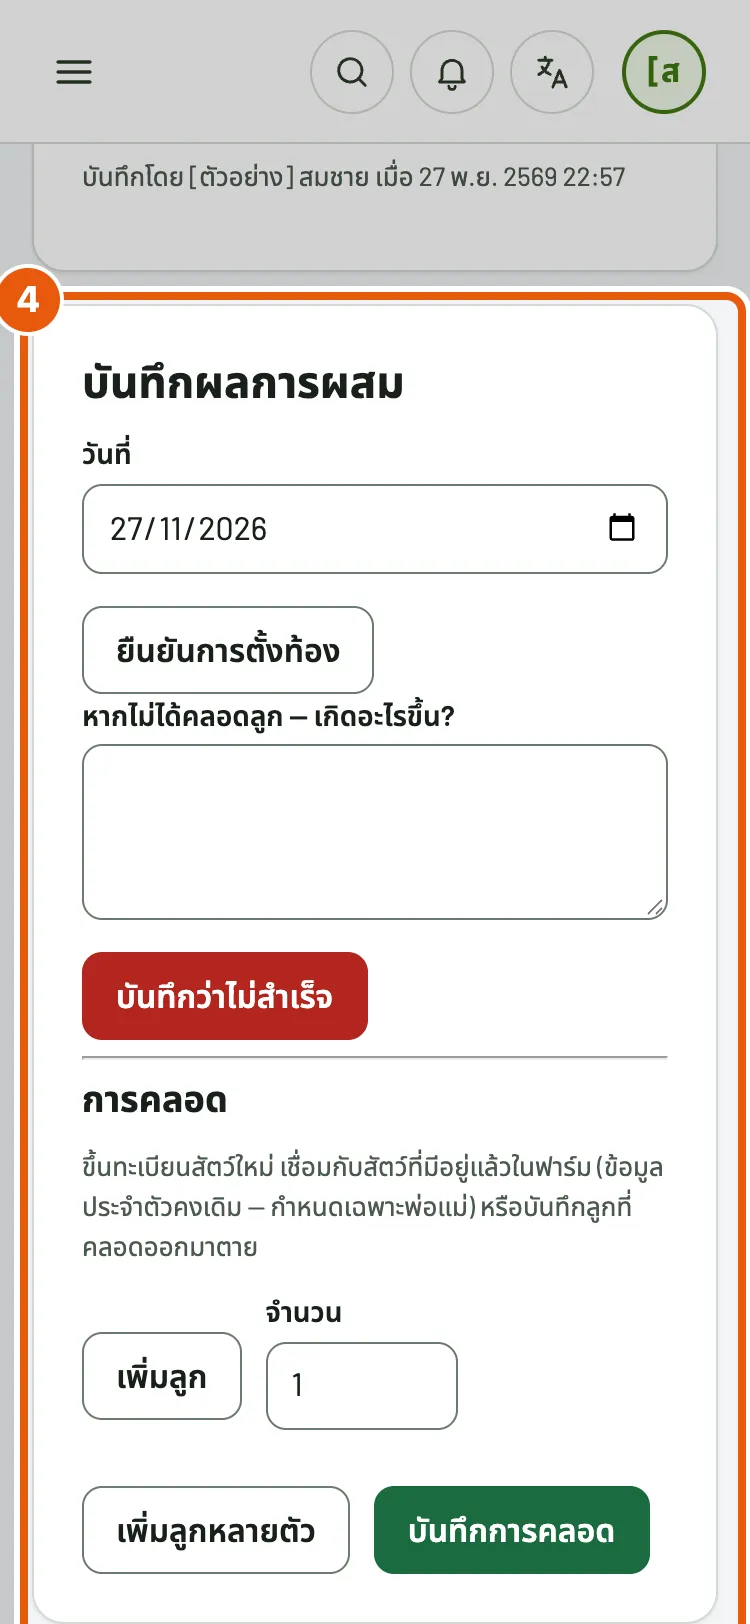 [ส
บันทึกโดย [ตัวอย่าง] สมชาย เมื่อ 27 พ.ย. 2569 22:57
4
บันทึกผลการผสม
วันที่
27/11/2026
ยืนยันการตั้งท้อง
หากไม่ได้คลอดลูก – เกิดอะไรขึ้น?
บันทึกว่าไม่สำเร็จ
การคลอด
ขึ้นทะเบียนสัตว์ใหม่ เชื่อมกับสัตว์ที่มีอยู่แล้วในฟาร์ม (ข้อมูล
ประจำตัวคงเดิม – กำหนดเฉพาะพ่อแม่) หรือบันทึกลูกที่
คลอดออกมาตาย
จำนวน
เพิ่มลูก
1
เพิ่มลูกหลายตัว
บันทึกการคลอด